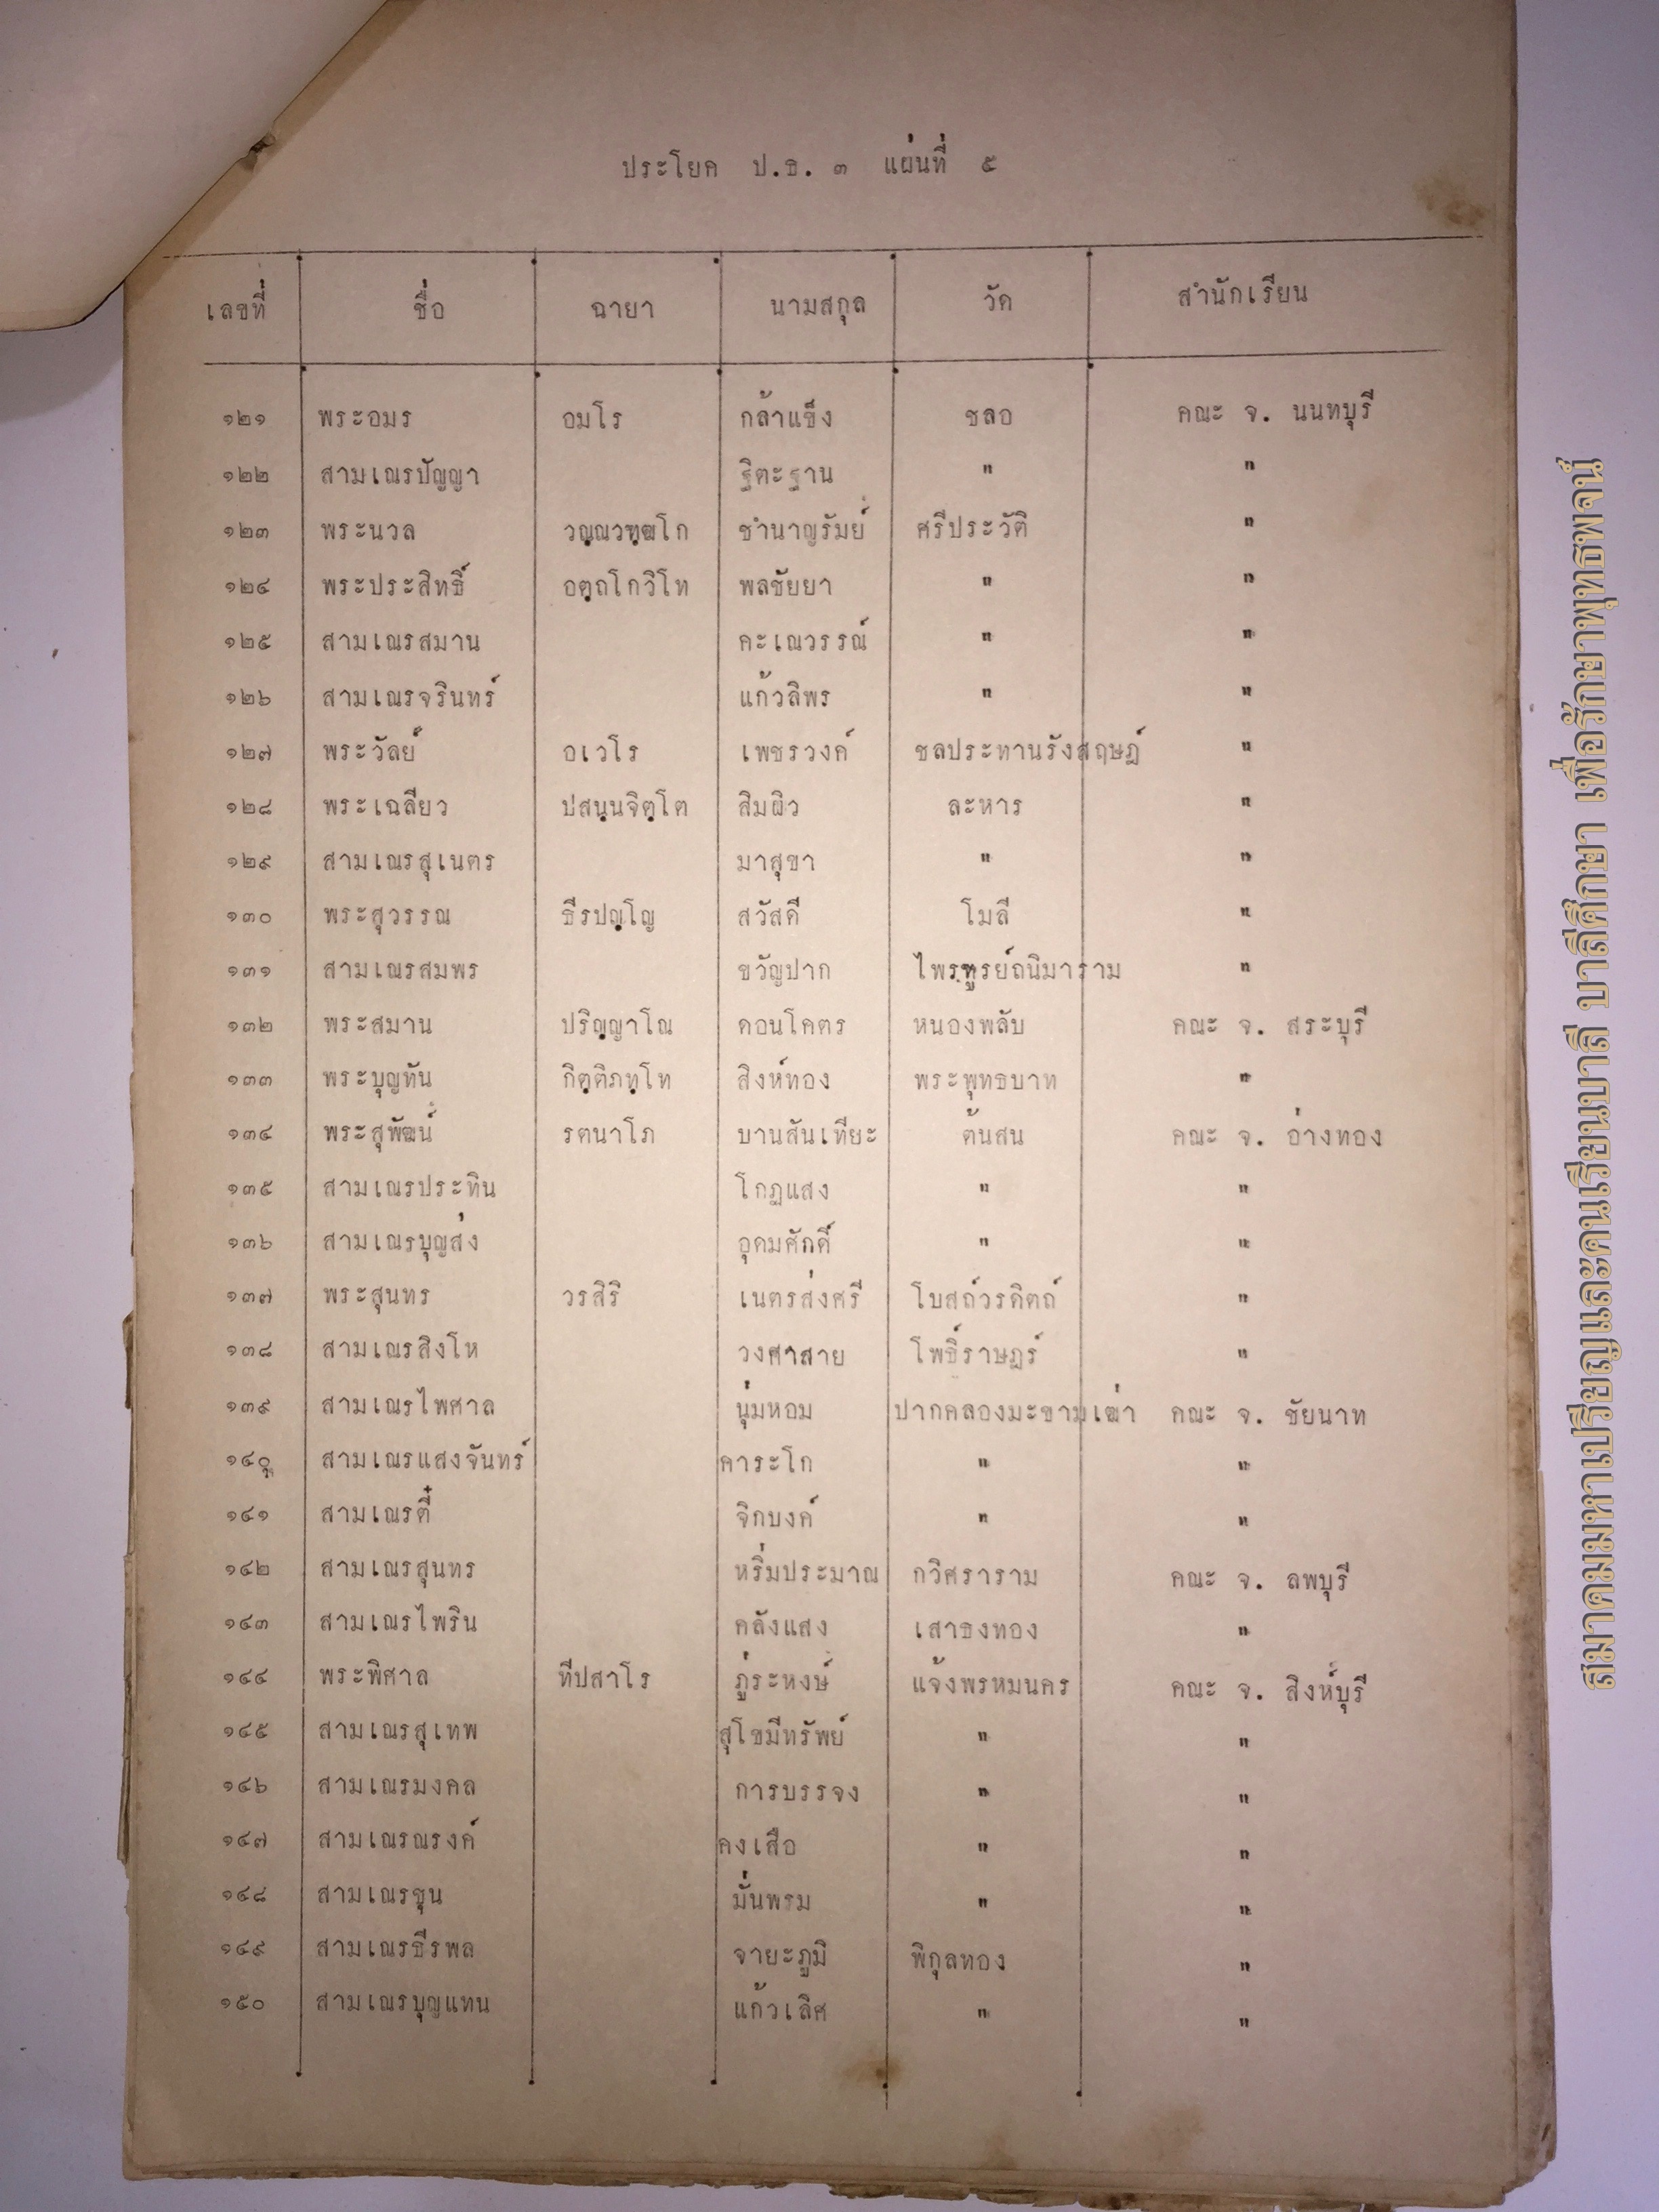 ประโยค ป.ธ. ๓ แผ่นที่ ๕
เลขที่ ชื่อ ฉายา นามสกุล วัด สำนักเรียน
๑๒๑ พระอมร อมโร กล้าแข็ง ชลอ คณะ จ. นนทบุรี
๑๒๒ สามเณรปัญญา ฐิตะฐาน " "
๑๒๓ พระนวล วณฺณวฑฺฒโก ชำนาญรัมย์ ศรีประวัติ "
๑๒๔ พระประสิทธิ์ อตฺถโกวิโท พลชัยยา " "
๑๒๕ สามเณรสมาน คะเณวรรณ์ " "
๑๒๖ สามเณรจรินทร์ แก้วลิพร " "
๑๒๗ พระวัลย์ อเวโร เพชรวงค์ ชลประทานรังสฤษฎ์ "
๑๒๘ พระเฉลียว ปสนฺนจิตฺโต สิมผิว ละหาร "
๑๒๙ สามเณรสุเนตร มาสุขา " "
๑๓๐ พระสุวรรณ ธีรปญฺโญ สวัสดี โมลี "
๑๓๑ สามเณรสมพร ขวัญปาก ไพรฑูรย์ถนิมาราม "
๑๓๒ พระสมาน ปริญฺญาโณ ดอนโคตร หนองพลับ คณะ จ. สระบุรี
๑๓๓ พระบุญทัน กิตฺติภทฺโท สิงห์ทอง พระพุทธบาท "
๑๓๔ พระสุพัฒน์ รตนาโภ บานสันเทียะ ต้นสน คณะ จ. อ่างทอง
๑๓๕ สามเณรประทิน โกฏแสง " "
๑๓๖ สามเณรบุญส่ง อุดมศักดิ์ " "
๑๓๗ พระสุนทร วรสิริ เนตรส่งศรี โบสถ์วรดิตถ์ "
๑๓๘ สามเณรสิงโห วงศาสาย โพธิ์ราษฎร์ "
๑๓๙ สามเณรไพศาล นุ่มหอม ปากคลองมะขามเฒ่า คณะ จ. ชัยนาท
๑๔๐ สามเณรแสงจันทร์ คาระโก " "
๑๔๑ สามเณรตี๋ จิกบงค์ " "
๑๔๒ สามเณรสุนทร หริ่มประมาณ กวิศราราม คณะ จ. ลพบุรี
๑๔๓ สามเณรไพริน คลังแสง เสาธงทอง "
๑๔๔ พระพิศาล ทีปสาโร ภู่ระหงษ์ แจ้งพรหมนคร คณะ จ. สิงห์บุรี
๑๔๕ สามเณรสุเทพ สุโขมีทรัพย์ " "
๑๔๖ สามเณรมงคล การบรรจง " "
๑๔๗ สามเณรณรงค์ คงเสือ " "
๑๔๘ สามเณรขุน มั่นพรม " "
๑๔๙ สามเณรธีรพล จายะภูมิ พิกุลทอง "
๑๕๐ สามเณรบุญแทน แก้วเลิศ " "
สมาคมมหาเปรียญและคนเรียนบาลี บาลีศึกษา เพื่อรักษาพุทธพจน์